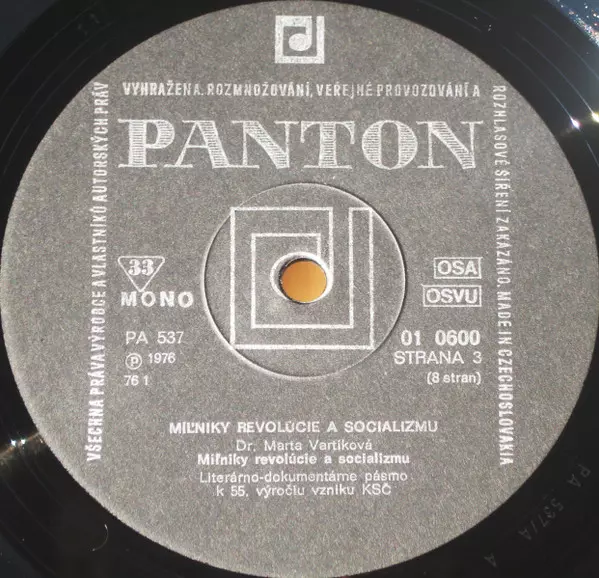 VŠECHNA PRÁVA VÝROBCE A VLASTNÍKŮ AUTORSKÝCH PRÁV
VYHRAŽENA. ROZMNOŽOVÁNÍ, VEŘEJNÉ PROVOZOVÁNÍ A
ROZHLASOVÉ ŠÍŘENÍ ZAKÁZÁNO. MADE IN CZECHOSLOVAKIA
PANTON
33
MONO
OSA
OSVU
PA 537
℗ 1976
76 1
01 0600
STRANA 3
(8 stran)
MIĽNIKY REVOLÚCIE A SOCIALIZMU
Dr. Marta Vartíková
Miľniky revolúcie a socializmu
Literárno-dokumentárne pásmo
k 55. výročiu vzniku KSČ
PA 537/A A